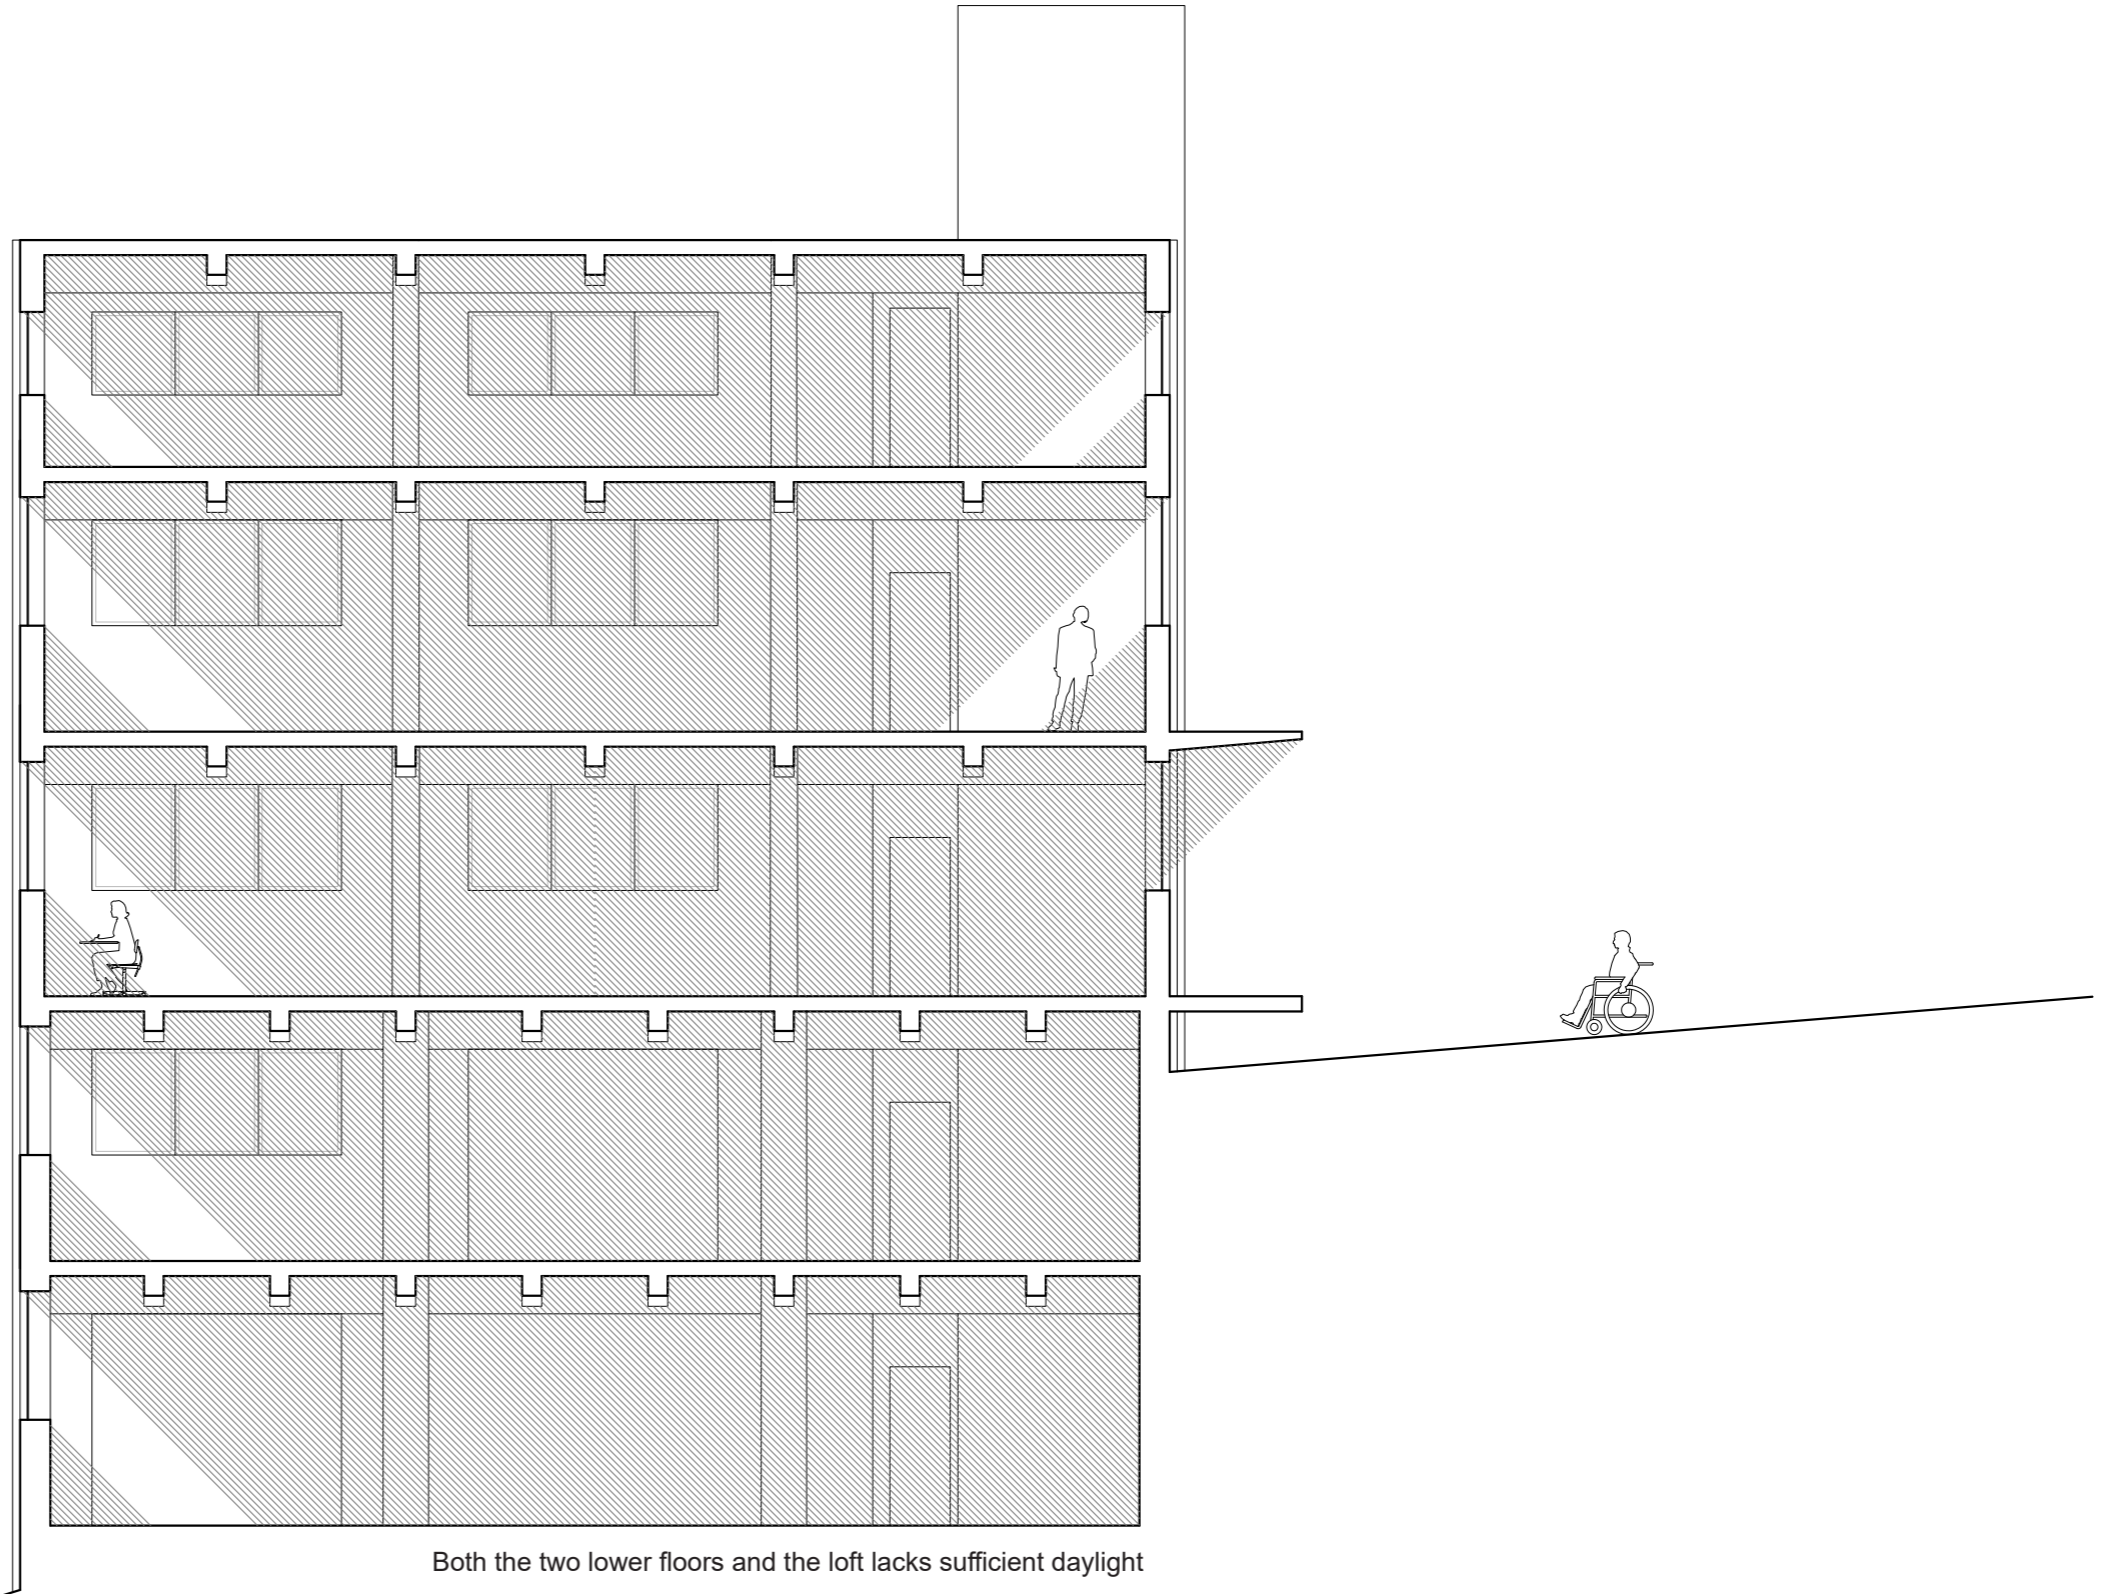 Both the two lower floors and the loft lacks sufficient daylight